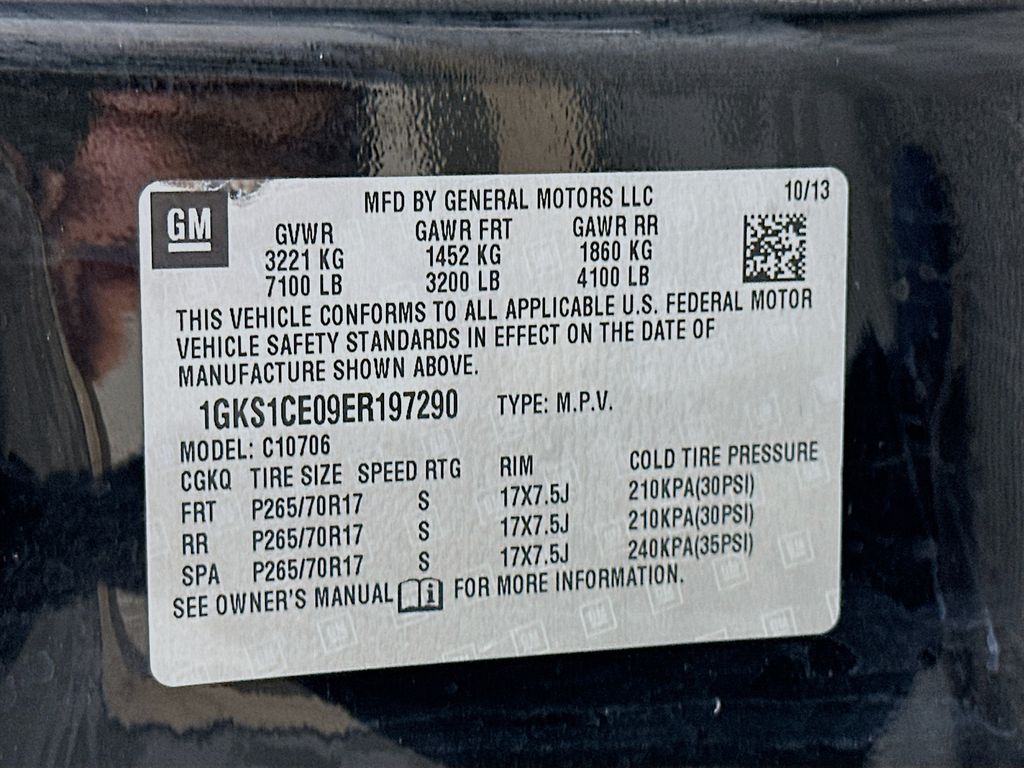 GM
MFD BY GENERAL MOTORS LLC 10/13
GVWR GAWR FRT GAWR RR
3221 KG 1452 KG 1860 KG
7100 LB 3200 LB 4100 LB
THIS VEHICLE CONFORMS TO ALL APPLICABLE U.S. FEDERAL MOTOR
VEHICLE SAFETY STANDARDS IN EFFECT ON THE DATE OF
MANUFACTURE SHOWN ABOVE.
1GKS1CE09ER197290 TYPE: M.P.V.
MODEL: C10706
CGKQ TIRE SIZE SPEED RTG RIM COLD TIRE PRESSURE
FRT P265/70R17 S 17X7.5J 210KPA(30PSI)
RR P265/70R17 S 17X7.5J 210KPA(30PSI)
SPA P265/70R17 S 17X7.5J 240KPA(35PSI)
SEE OWNER'S MANUAL i FOR MORE INFORMATION.